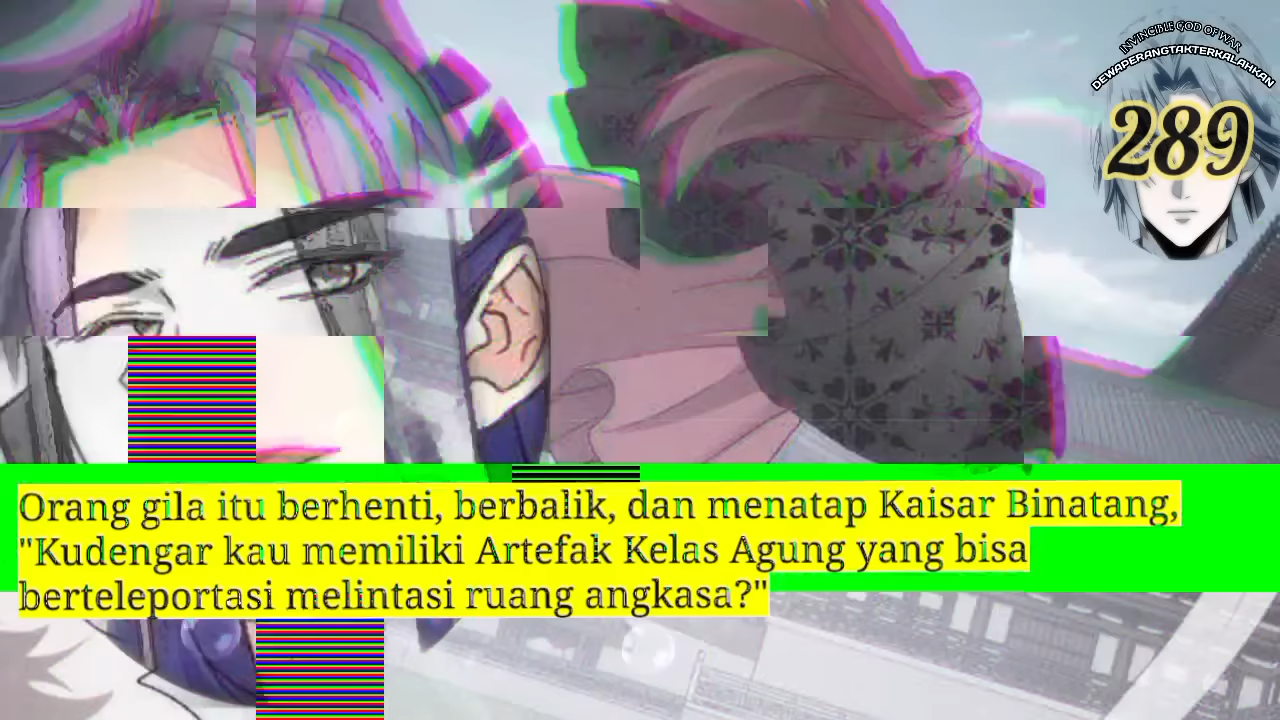 INVINCIBLE GOD OF WAR
DEWAPERANGTAKTERKALAHKAN
289
Orang gila itu berhenti, berbalik, dan menatap Kaisar Binatang,
"Kudengar kau memiliki Artefak Kelas Agung yang bisa
berteleportasi melintasi ruang angkasa?"